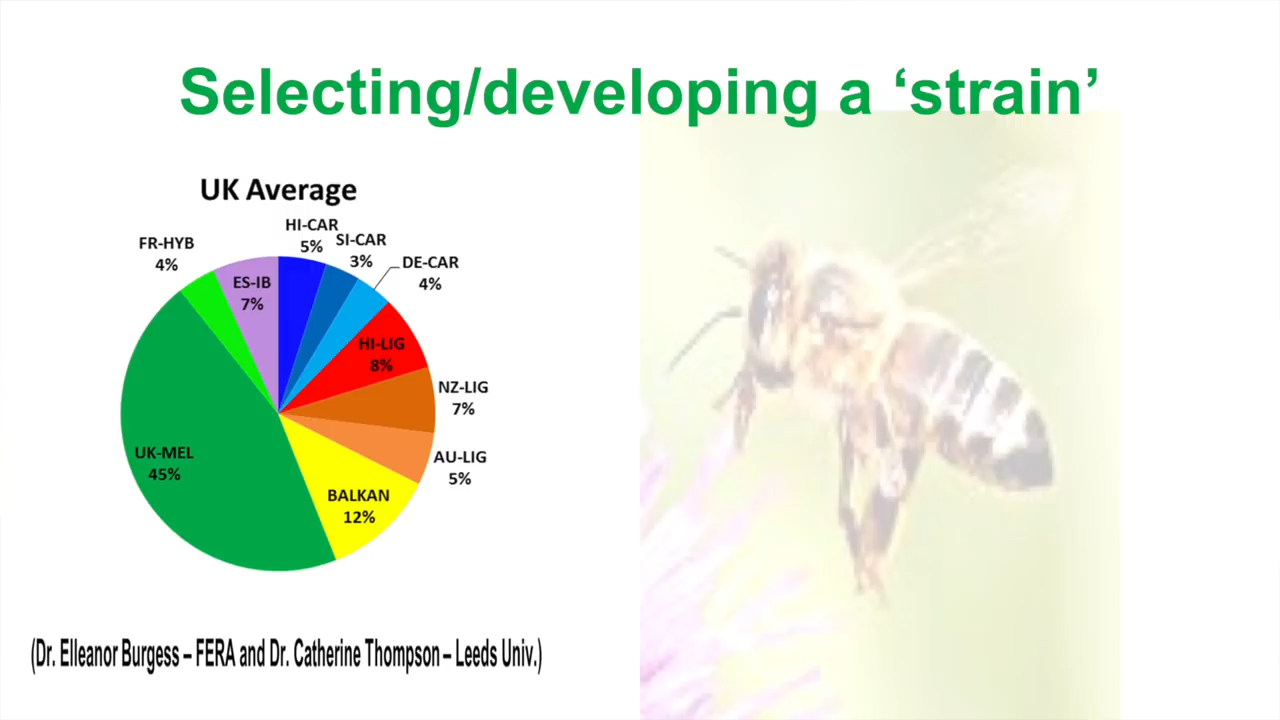 Selecting/developing a ‘strain’
UK Average
HI-CAR
5%
SI-CAR
3%
DE-CAR
4%
HI-LIG
8%
NZ-LIG
7%
AU-LIG
5%
BALKAN
12%
UK-MEL
45%
FR-HYB
4%
ES-IB
7%
(Dr. Elleanor Burgess – FERA and Dr. Catherine Thompson – Leeds Univ.)